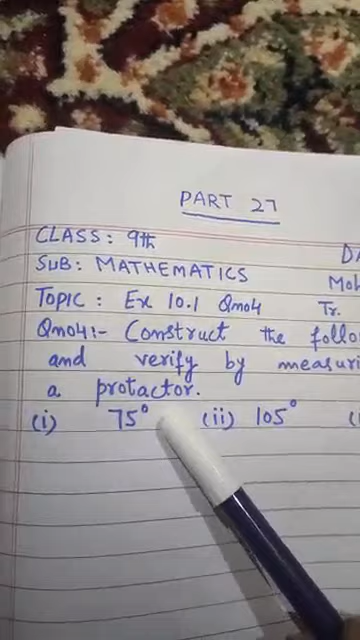 PART 27
CLASS: 9th
SUB: MATHEMATICS
TOPIC: Ex 10.1 Qno4 Tr.
Qno4:- Construct the follo
and verify by measuri
a protactor.
(i) 75° (ii) 105°